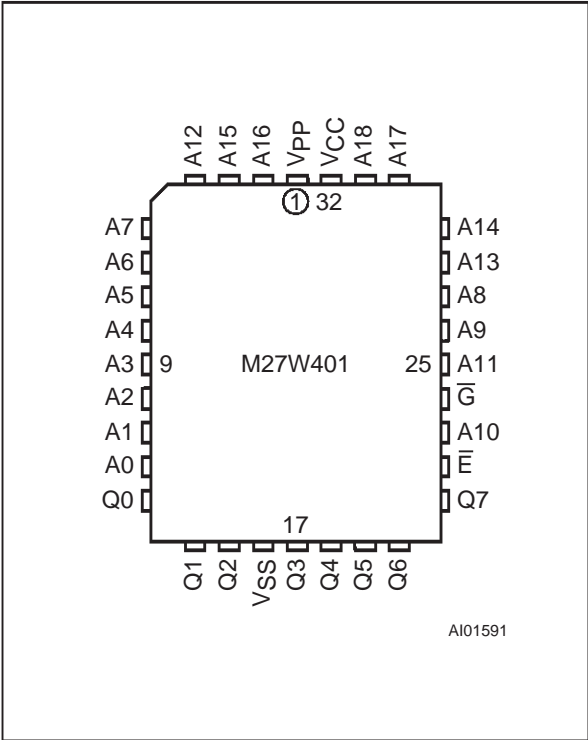 A12 A15 A16 VPP VCC A18 A17
1 32
A7 A14
A6 A13
A5 A8
A4 A9
A3 9 M27W401 25 A11
A2 G̅
A1 A10
A0 E̅
Q0 Q7
17
Q1 Q2 VSS Q3 Q4 Q5 Q6
AI01591